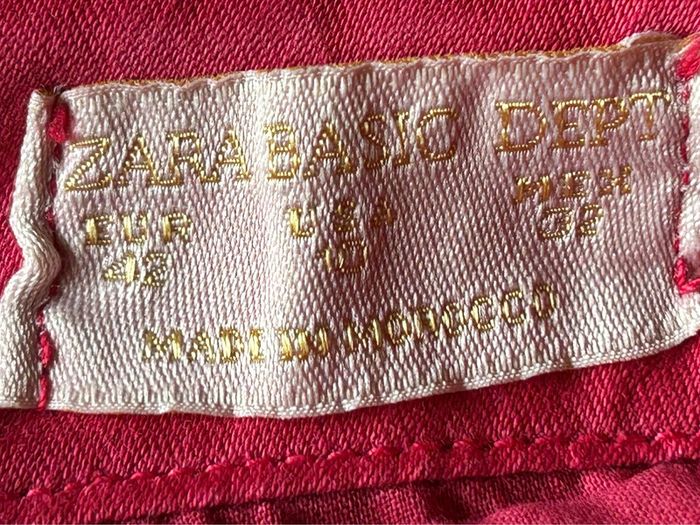 ZARA BASIC DEPT
EUR USA MEX
42 10 32
MADE IN MOROCCO